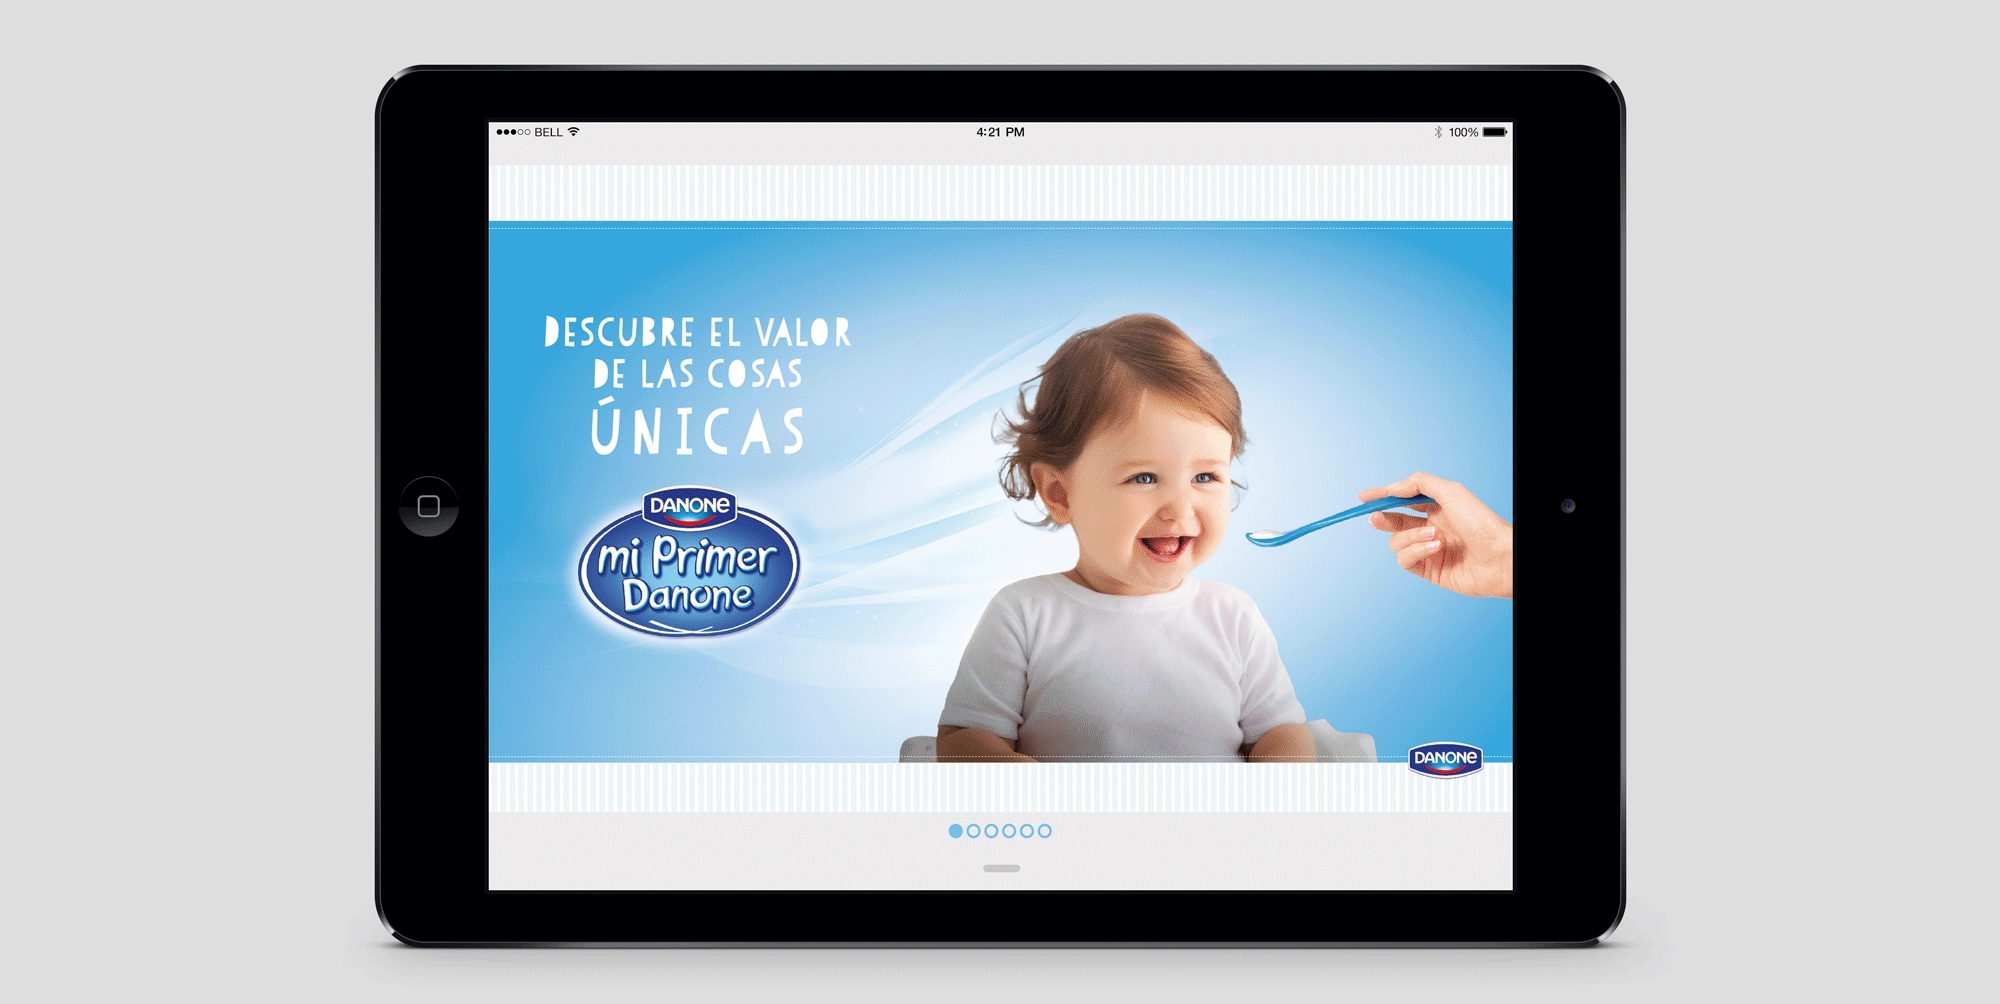 BELL
4:21 PM
100%
DESCUBRE EL VALOR
DE LAS COSAS
ÚNICAS
DANONE
mi Primer
Danone
DANONE